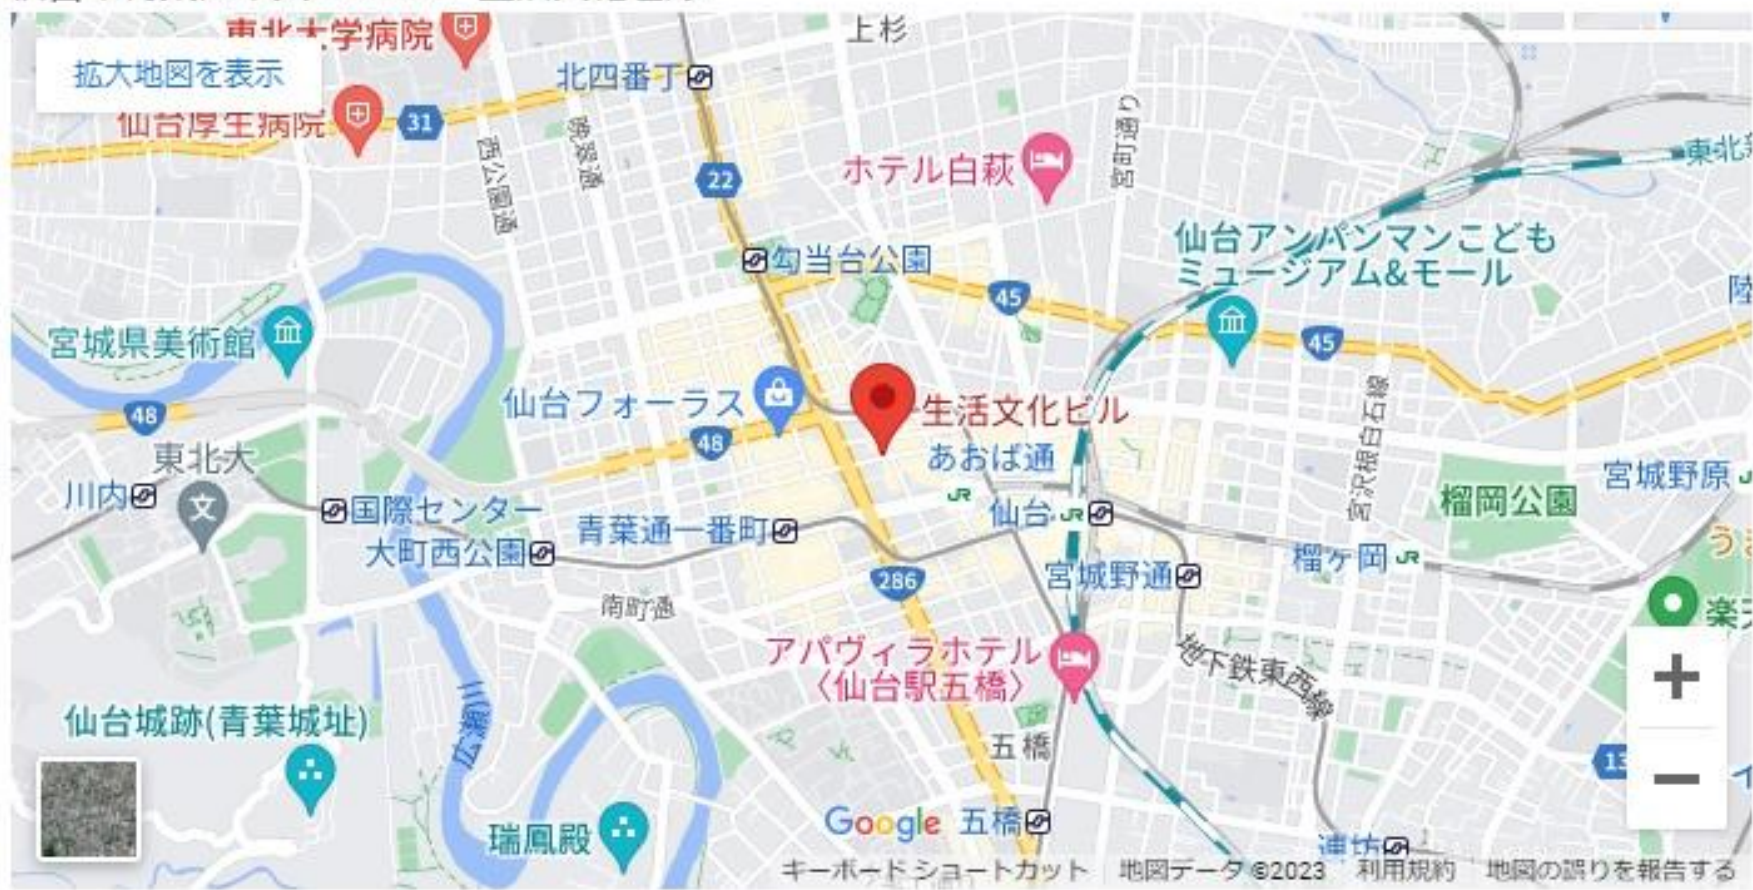 東北大学病院
上杉
拡大地図を表示
北四番丁
仙台厚生病院
31
西公園通
晩翠通
22
ホテル白萩
宮町通り
東北
勾当台公園
仙台アンパンマンこども
ミュージアム&モール
45
45
陸
宮城県美術館
仙台フォーラス
生活文化ビル
48
48
あおば通
東北大
川内
文
国際センター
青葉通一番町
大町西公園
JR
仙台
JR
宮沢根白石線
榴岡公園
宮城野原
榴ケ岡
JR
宮城野通
286
南町通
う
楽
アパヴィラホテル
〈仙台駅五橋〉
地下鉄東西線
+
−
仙台城跡(青葉城址)
広瀬川
五橋
13
瑞鳳殿
Google
五橋
連坊
キーボード ショートカット
地図データ ©2023
利用規約
地図の誤りを報告する